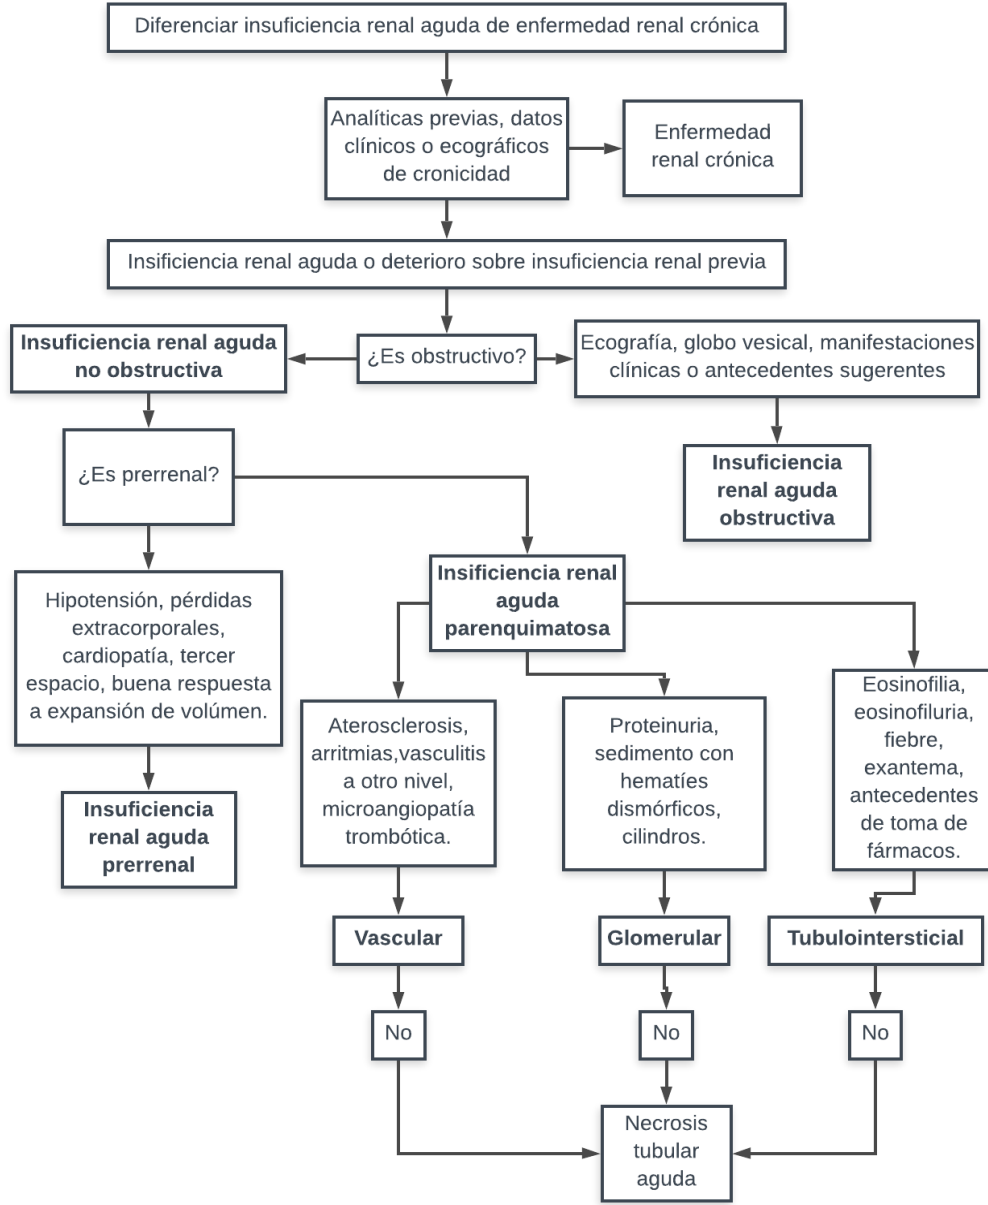 Diferenciar insuficiencia renal aguda de enfermedad renal crónica
Analíticas previas, datos
clínicos o ecográficos
de cronicidad
Enfermedad
renal crónica
Insificiencia renal aguda o deterioro sobre insuficiencia renal previa
Insuficiencia renal aguda
no obstructiva
¿Es obstructivo?
Ecografía, globo vesical, manifestaciones
clínicas o antecedentes sugerentes
¿Es prerrenal?
Insuficiencia
renal aguda
obstructiva
Hipotensión, pérdidas
extracorporales,
cardiopatía, tercer
espacio, buena respuesta
a expansión de volúmen.
Insificiencia renal
aguda
parenquimatosa
Insuficiencia
renal aguda
prerrenal
Aterosclerosis,
arritmias,vasculitis
a otro nivel,
microangiopatía
trombótica.
Proteinuria,
sedimento con
hematíes
dismórficos,
cilindros.
Eosinofilia,
eosinofiluria,
fiebre,
exantema,
antecedentes
de toma de
fármacos.
Vascular
Glomerular
Tubulointersticial
No
No
No
Necrosis
tubular
aguda